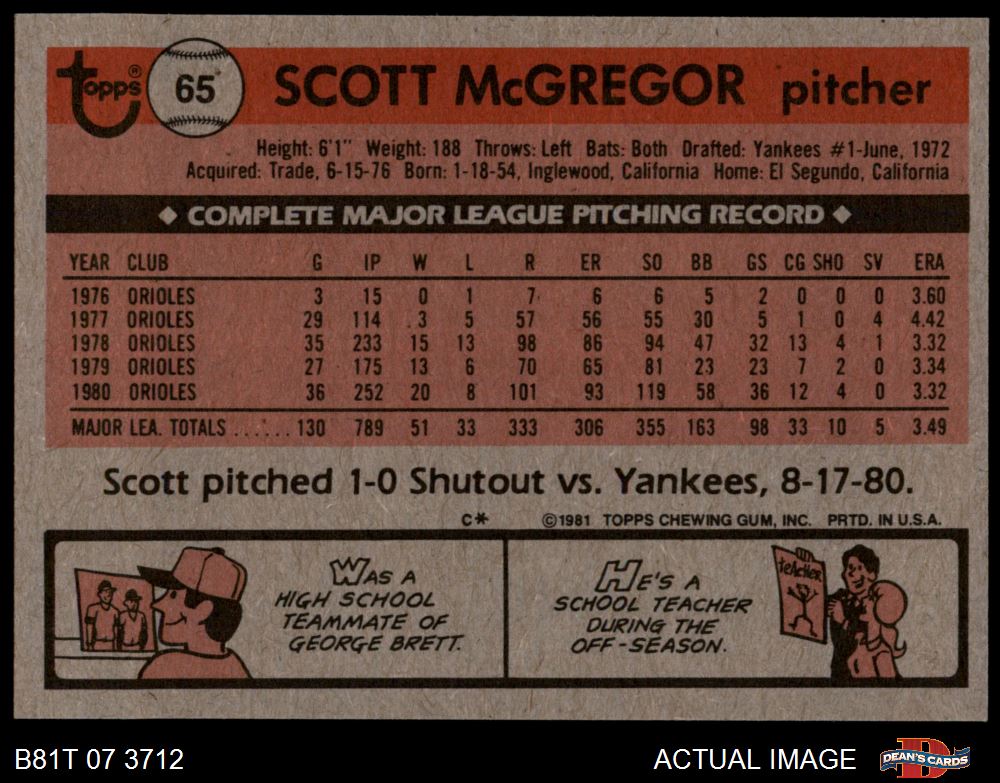 topps® 65 SCOTT McGREGOR pitcher
Height: 6'1" Weight: 188 Throws: Left Bats: Both Drafted: Yankees #1-June, 1972
Acquired: Trade, 6-15-76 Born: 1-18-54, Inglewood, California Home: El Segundo, California
◆ COMPLETE MAJOR LEAGUE PITCHING RECORD ◆
YEAR CLUB G IP W L R ER SO BB GS CG SHO SV ERA
1976 ORIOLES 3 15 0 1 7 6 6 5 2 0 0 0 3.60
1977 ORIOLES 29 114 3 5 57 56 55 30 5 1 0 4 4.42
1978 ORIOLES 35 233 15 13 98 86 94 47 32 13 4 1 3.32
1979 ORIOLES 27 175 13 6 70 65 81 23 23 7 2 0 3.34
1980 ORIOLES 36 252 20 8 101 93 119 58 36 12 4 0 3.32
MAJOR LEA. TOTALS ...... 130 789 51 33 333 306 355 163 98 33 10 5 3.49
Scott pitched 1-0 Shutout vs. Yankees, 8-17-80.
C* ©1981 TOPPS CHEWING GUM, INC. PRTD. IN U.S.A.
WAS A
HIGH SCHOOL
TEAMMATE OF
GEORGE BRETT.
HE'S A
SCHOOL TEACHER
DURING THE
OFF-SEASON.
teAcHer
B81T 07 3712 ACTUAL IMAGE DEAN'S CARDS